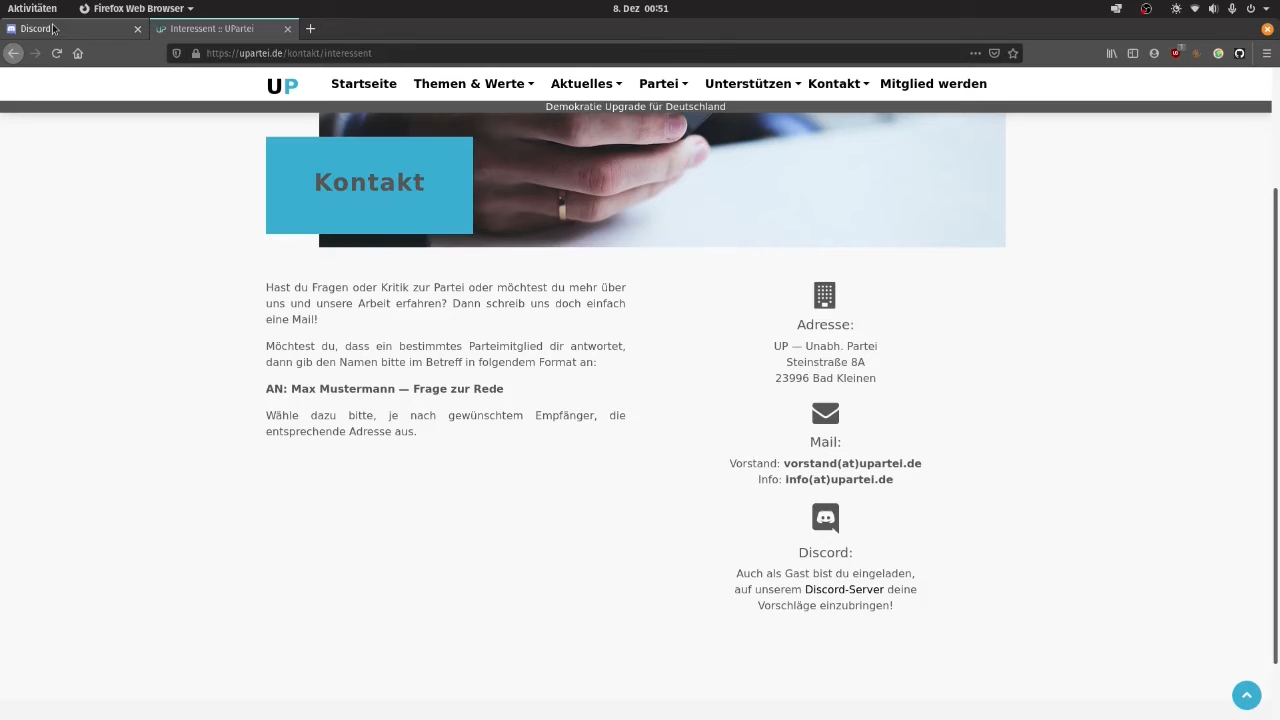 Aktivitäten Firefox Web Browser 8. Dez 00:51
Discord Interessent :: UPartei
https://upartei.de/kontakt/interessent
UP Startseite Themen & Werte Aktuelles Partei Unterstützen Kontakt Mitglied werden
Demokratie Upgrade für Deutschland
Kontakt
Hast du Fragen oder Kritik zur Partei oder möchtest du mehr über
uns und unsere Arbeit erfahren? Dann schreib uns doch einfach
eine Mail!
Möchtest du, dass ein bestimmtes Parteimitglied dir antwortet,
dann gib den Namen bitte im Betreff in folgendem Format an:
AN: Max Mustermann — Frage zur Rede
Wähle dazu bitte, je nach gewünschtem Empfänger, die
entsprechende Adresse aus.
Adresse:
UP — Unabh. Partei
Steinstraße 8A
23996 Bad Kleinen
Mail:
Vorstand: vorstand(at)upartei.de
Info: info(at)upartei.de
Discord:
Auch als Gast bist du eingeladen,
auf unserem Discord-Server deine
Vorschläge einzubringen!